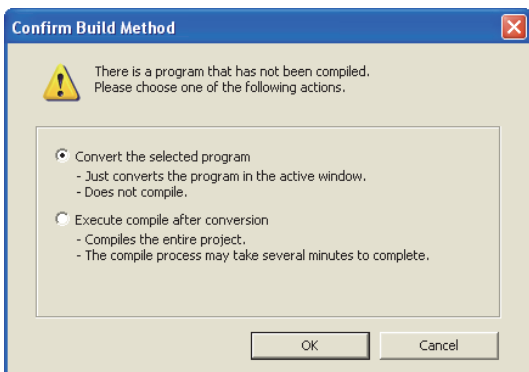 Confirm Build Method
There is a program that has not been compiled.
Please choose one of the following actions.
Convert the selected program
- Just converts the program in the active window.
- Does not compile.
Execute compile after conversion
- Compiles the entire project.
- The compile process may take several minutes to complete.
OK Cancel